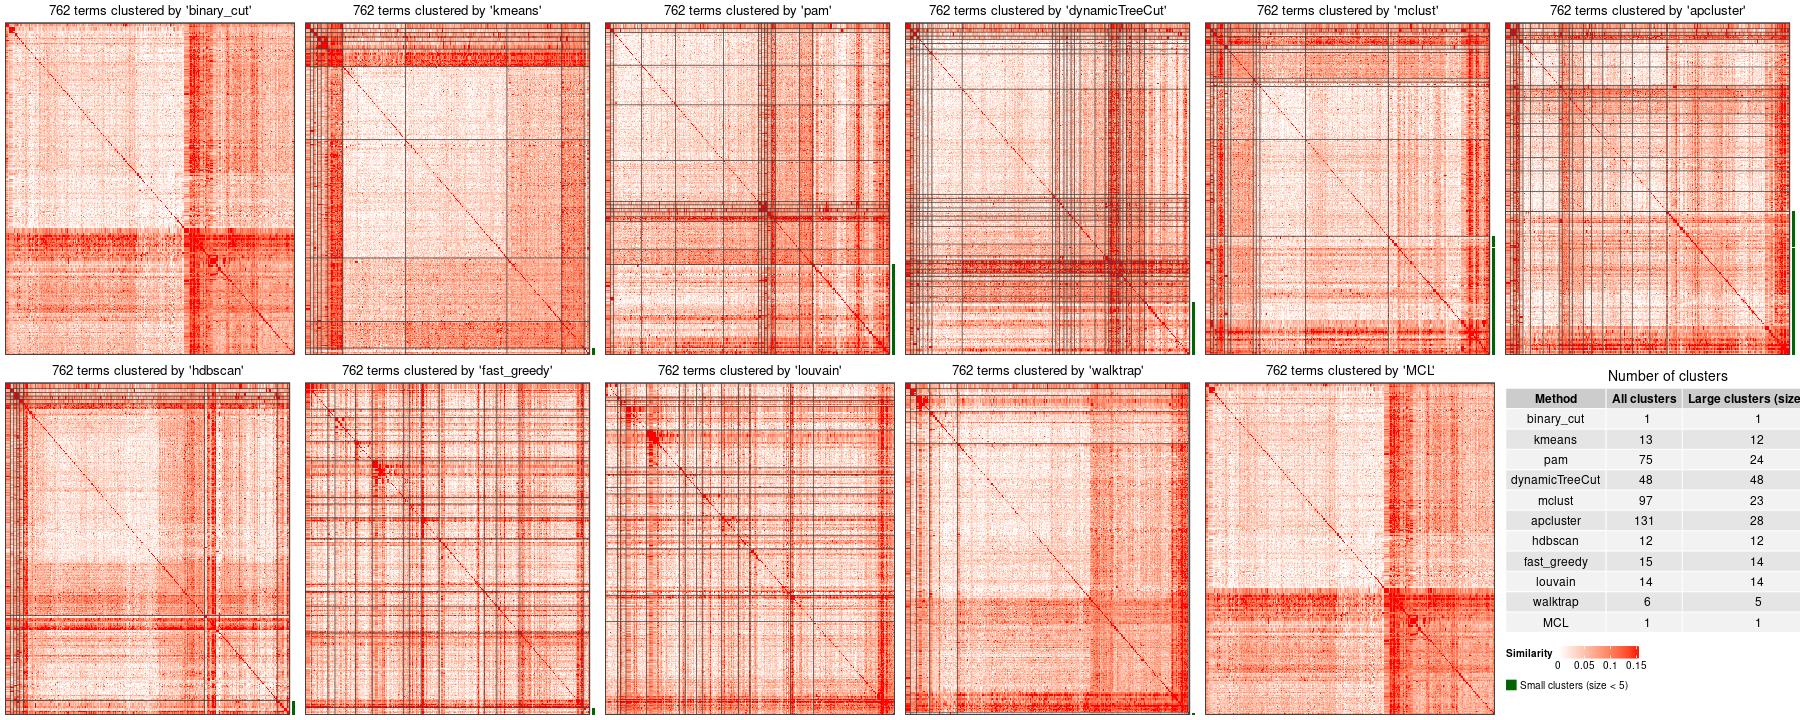 762 terms clustered by 'binary_cut'
762 terms clustered by 'kmeans'
762 terms clustered by 'pam'
762 terms clustered by 'dynamicTreeCut'
762 terms clustered by 'mclust'
762 terms clustered by 'apcluster'
762 terms clustered by 'hdbscan'
762 terms clustered by 'fast_greedy'
762 terms clustered by 'louvain'
762 terms clustered by 'walktrap'
762 terms clustered by 'MCL'
Number of clusters
Method All clusters Large clusters (size
binary_cut 1 1
kmeans 13 12
pam 75 24
dynamicTreeCut 48 48
mclust 97 23
apcluster 131 28
hdbscan 12 12
fast_greedy 15 14
louvain 14 14
walktrap 6 5
MCL 1 1
Similarity
0 0.05 0.1 0.15
Small clusters (size < 5)